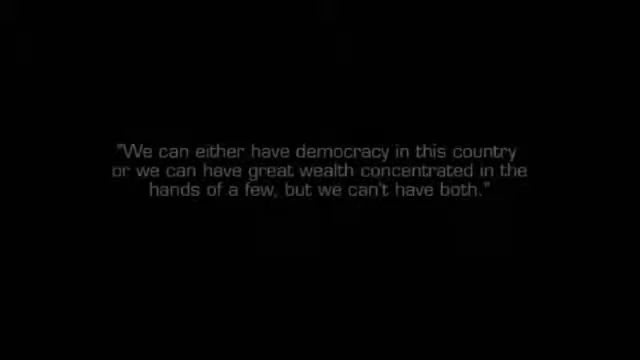 "We can either have democracy in this country
or we can have great wealth concentrated in the
hands of a few, but we can't have both."